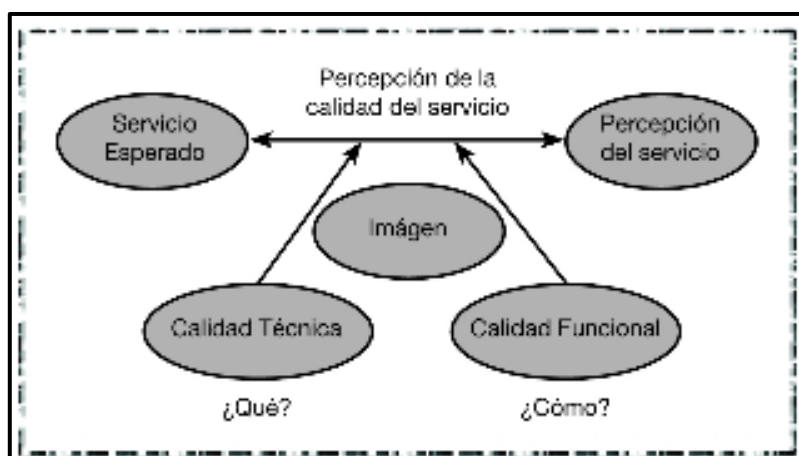 Percepción de la
calidad del servicio
Servicio
Esperado
Percepción
del servicio
Imágen
Calidad Técnica
Calidad Funcional
¿Qué?
¿Cómo?